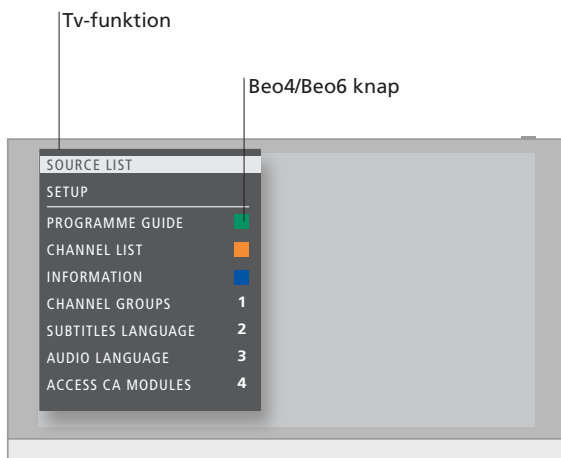 Tv-funktion
Beo4/Beo6 knap
SOURCE LIST
SETUP
PROGRAMME GUIDE
CHANNEL LIST
INFORMATION
CHANNEL GROUPS 1
SUBTITLES LANGUAGE 2
AUDIO LANGUAGE 3
ACCESS CA MODULES 4